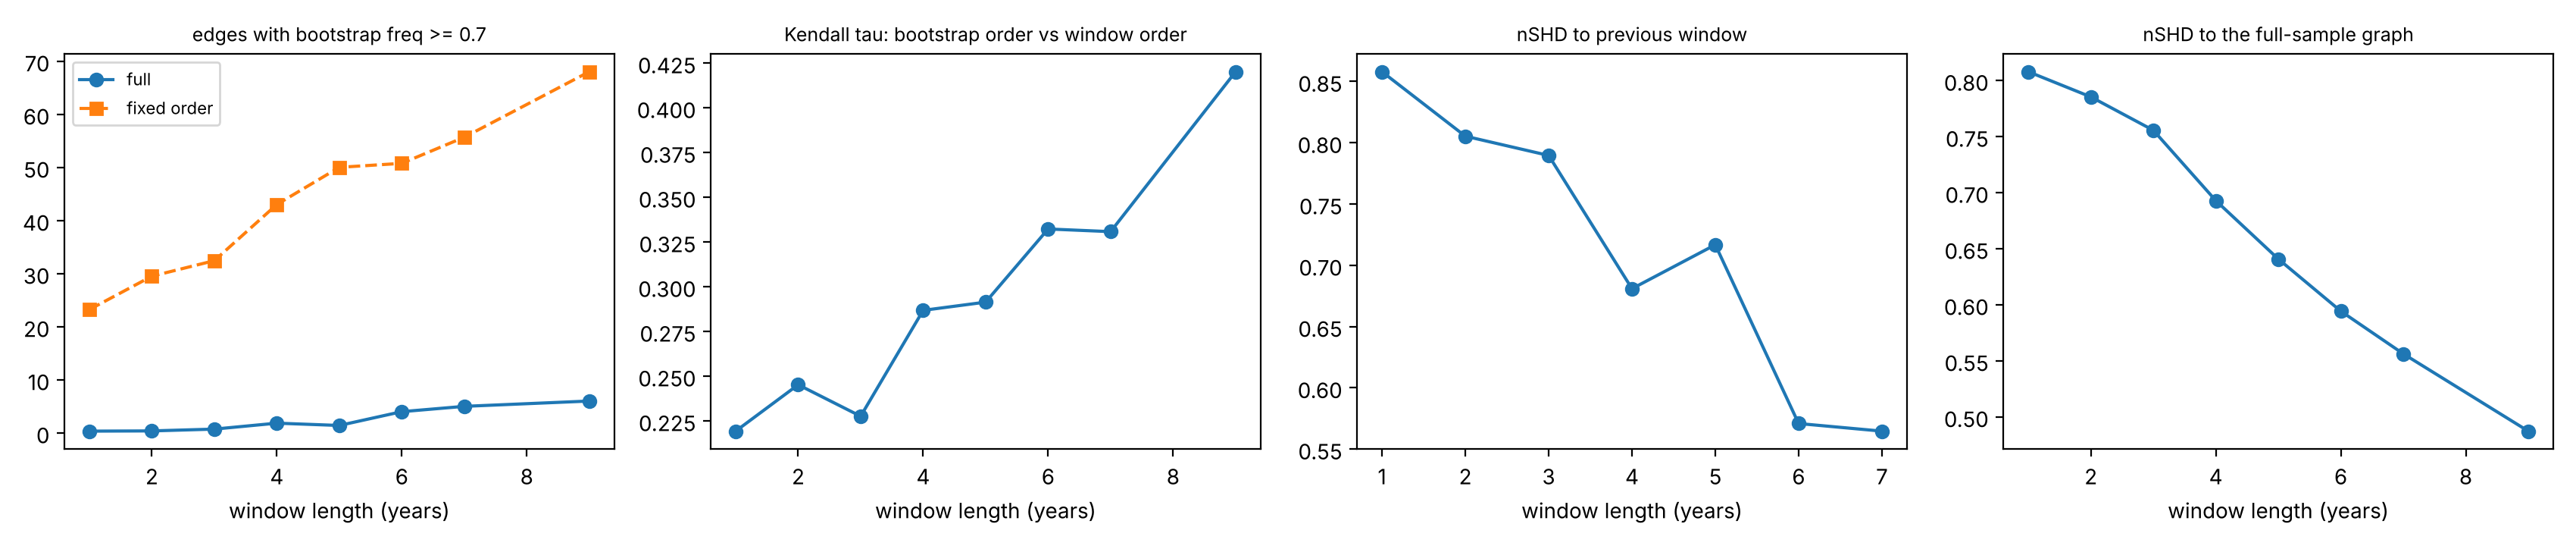 edges with bootstrap freq >= 0.7
70
60
50
40
30
20
10
0
full
fixed order
2 4 6 8
window length (years)
Kendall tau: bootstrap order vs window order
0.425
0.400
0.375
0.350
0.325
0.300
0.275
0.250
0.225
2 4 6 8
window length (years)
nSHD to previous window
0.85
0.80
0.75
0.70
0.65
0.60
0.55
1 2 3 4 5 6 7
window length (years)
nSHD to the full-sample graph
0.80
0.75
0.70
0.65
0.60
0.55
0.50
2 4 6 8
window length (years)